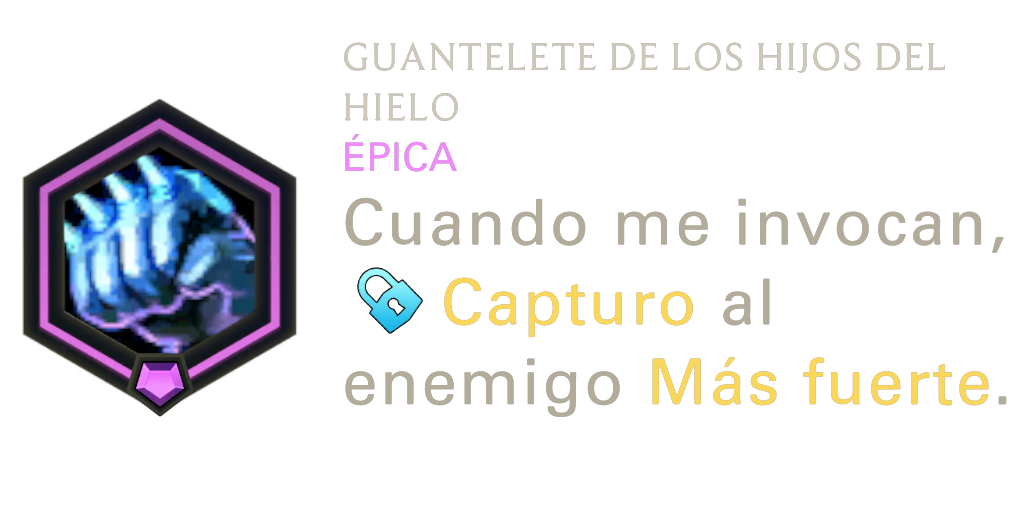 GUANTELETE DE LOS HIJOS DEL
HIELO
ÉPICA
Cuando me invocan,
Capturo al
enemigo Más fuerte.